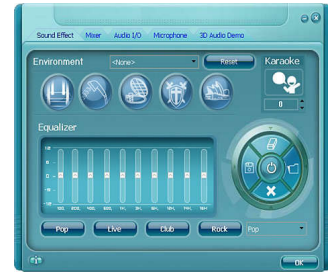 Sound Effect Mixer Audio I/O Microphone 3D Audio Demo
Environment <None> Reset Karaoke
0
Equalizer
Pop Live Club Rock Pop
OK